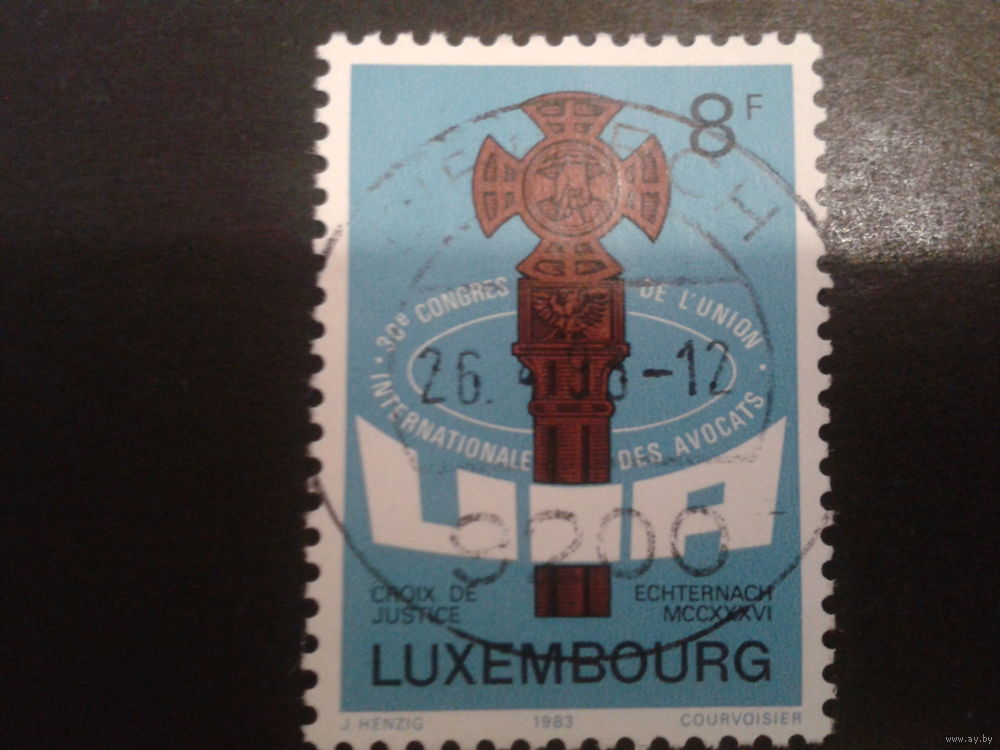 8F
30e CONGRES DE L'UNION
INTERNATIONALE DES AVOCATS
UIA
26.
-12
9206
CROIX DE
JUSTICE
ECHTERNACH
MCCXXXVI
LUXEMBOURG
J. HENZIG 1983 COURVOISIER
www.ay.by